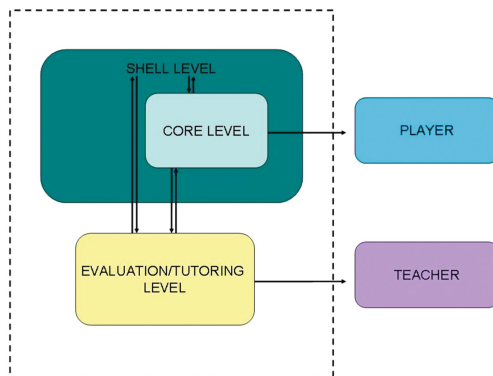 SHELL LEVEL
CORE LEVEL
PLAYER
EVALUATION/TUTORING
LEVEL
TEACHER